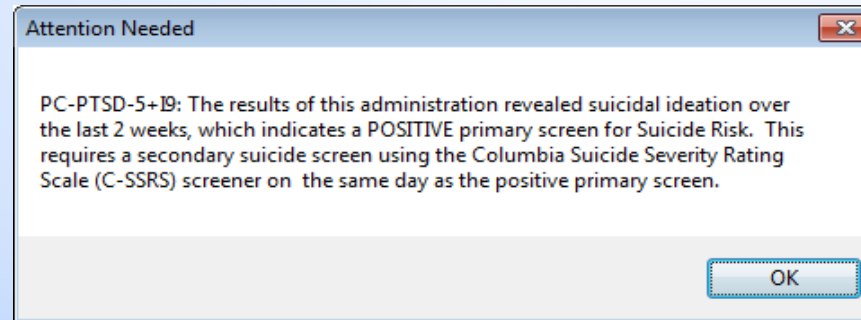 Attention Needed
PC-PTSD-5+I9: The results of this administration revealed suicidal ideation over
the last 2 weeks, which indicates a POSITIVE primary screen for Suicide Risk.  This
requires a secondary suicide screen using the Columbia Suicide Severity Rating
Scale (C-SSRS) screener on  the same day as the positive primary screen.
OK